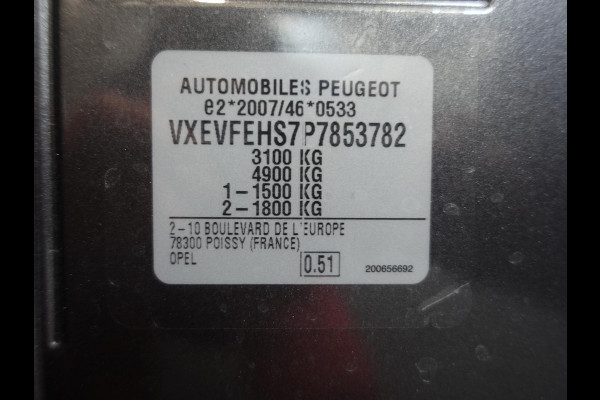 AUTOMOBILES PEUGEOT
e2*2007/46*0533
VXEVFEHS7P7853782
3100 KG
4900 KG
1-1500 KG
2-1800 KG
2-10 BOULEVARD DE L'EUROPE
78300 POISSY (FRANCE)
OPEL 0.51 200656692